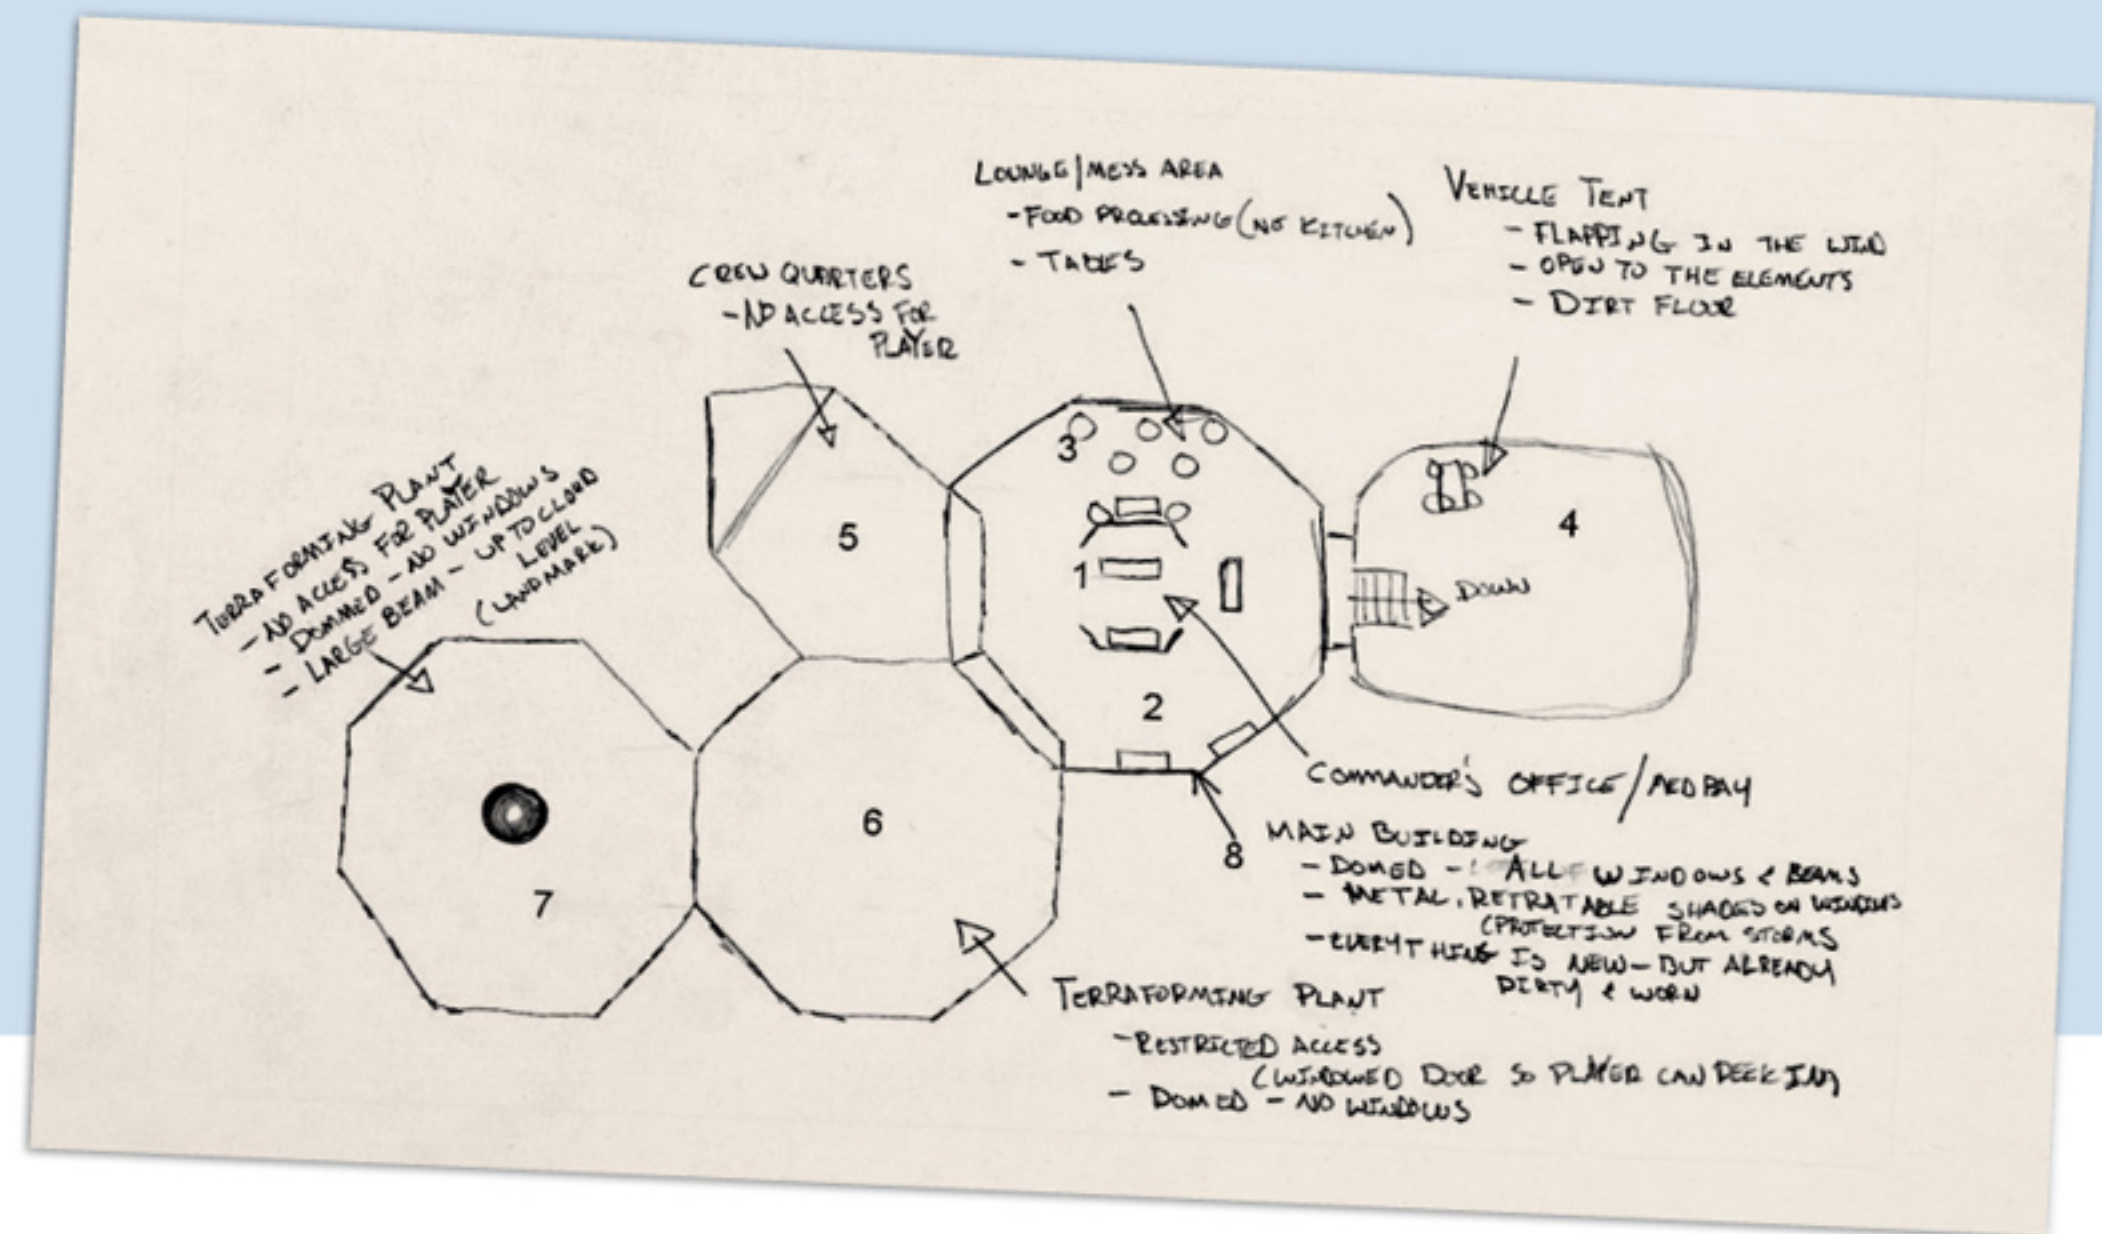 LOUNGE/MESS AREA
- FOOD PROCESSING (NO KITCHEN)
- TABLES
VEHICLE TENT
- FLAPPING IN THE WIND
- OPEN TO THE ELEMENTS
- DIRT FLOOR
CREW QUARTERS
- NO ACCESS FOR
PLAYER
TERRAFORMING PLANT
- NO ACCESS FOR PLAYER
- DOMMED - NO WINDOWS
- LARGE BEAM - UP TO CLOUD
LEVEL
(LANDMARK)
3
5
1
4
DOWN
2
7
6
8
COMMANDER'S OFFICE/MEDBAY
MAIN BUILDING
- DOMED - ALL WINDOWS & BEAMS
- METAL, RETRATABLE SHADES ON WINDOWS
(PROTECTION FROM STORMS
- EVERYTHING IS NEW - BUT ALREADY
DIRTY & WORN
TERRAFORMING PLANT
- RESTRICTED ACCESS
(WINDOWED DOOR SO PLAYER CAN PEEK IN)
- DOMED - NO WINDOWS